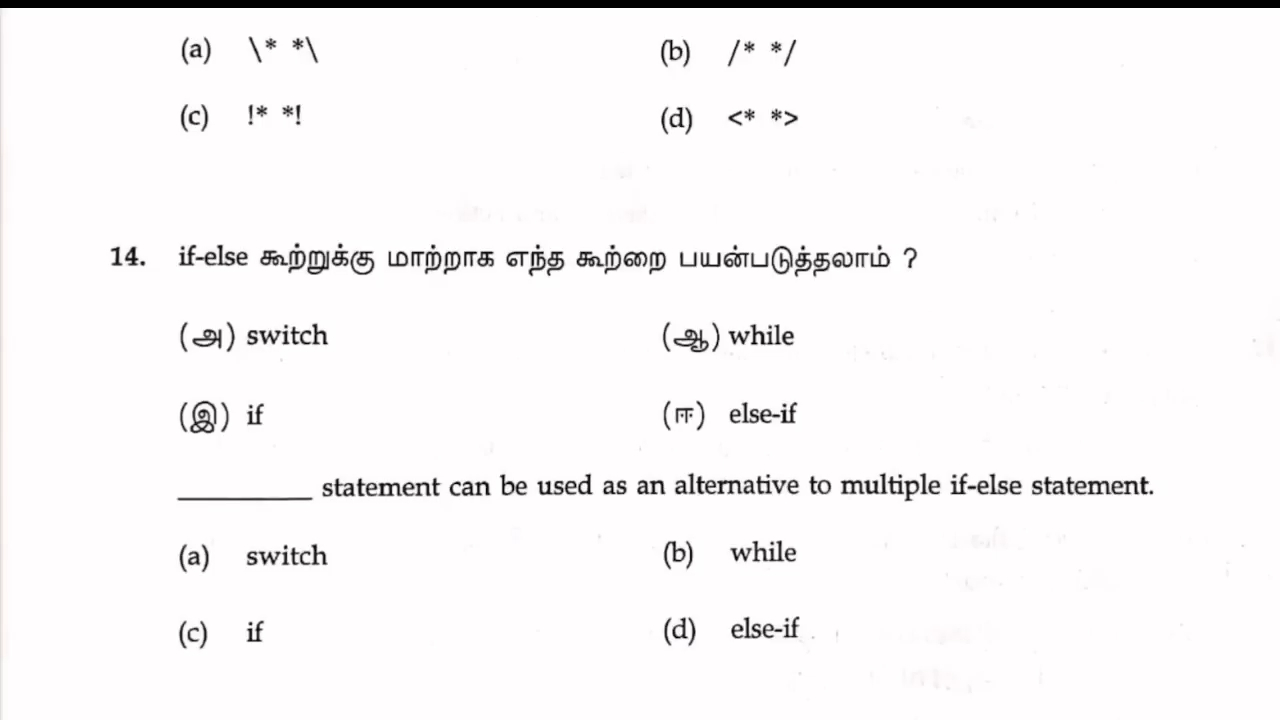 (a) \* *\ (b) /* */
(c) !* *! (d) <* *>
14. if-else கூற்றுக்கு மாற்றாக எந்த கூற்றை பயன்படுத்தலாம் ?
(அ) switch (ஆ) while
(இ) if (ஈ) else-if
__________ statement can be used as an alternative to multiple if-else statement.
(a) switch (b) while
(c) if (d) else-if